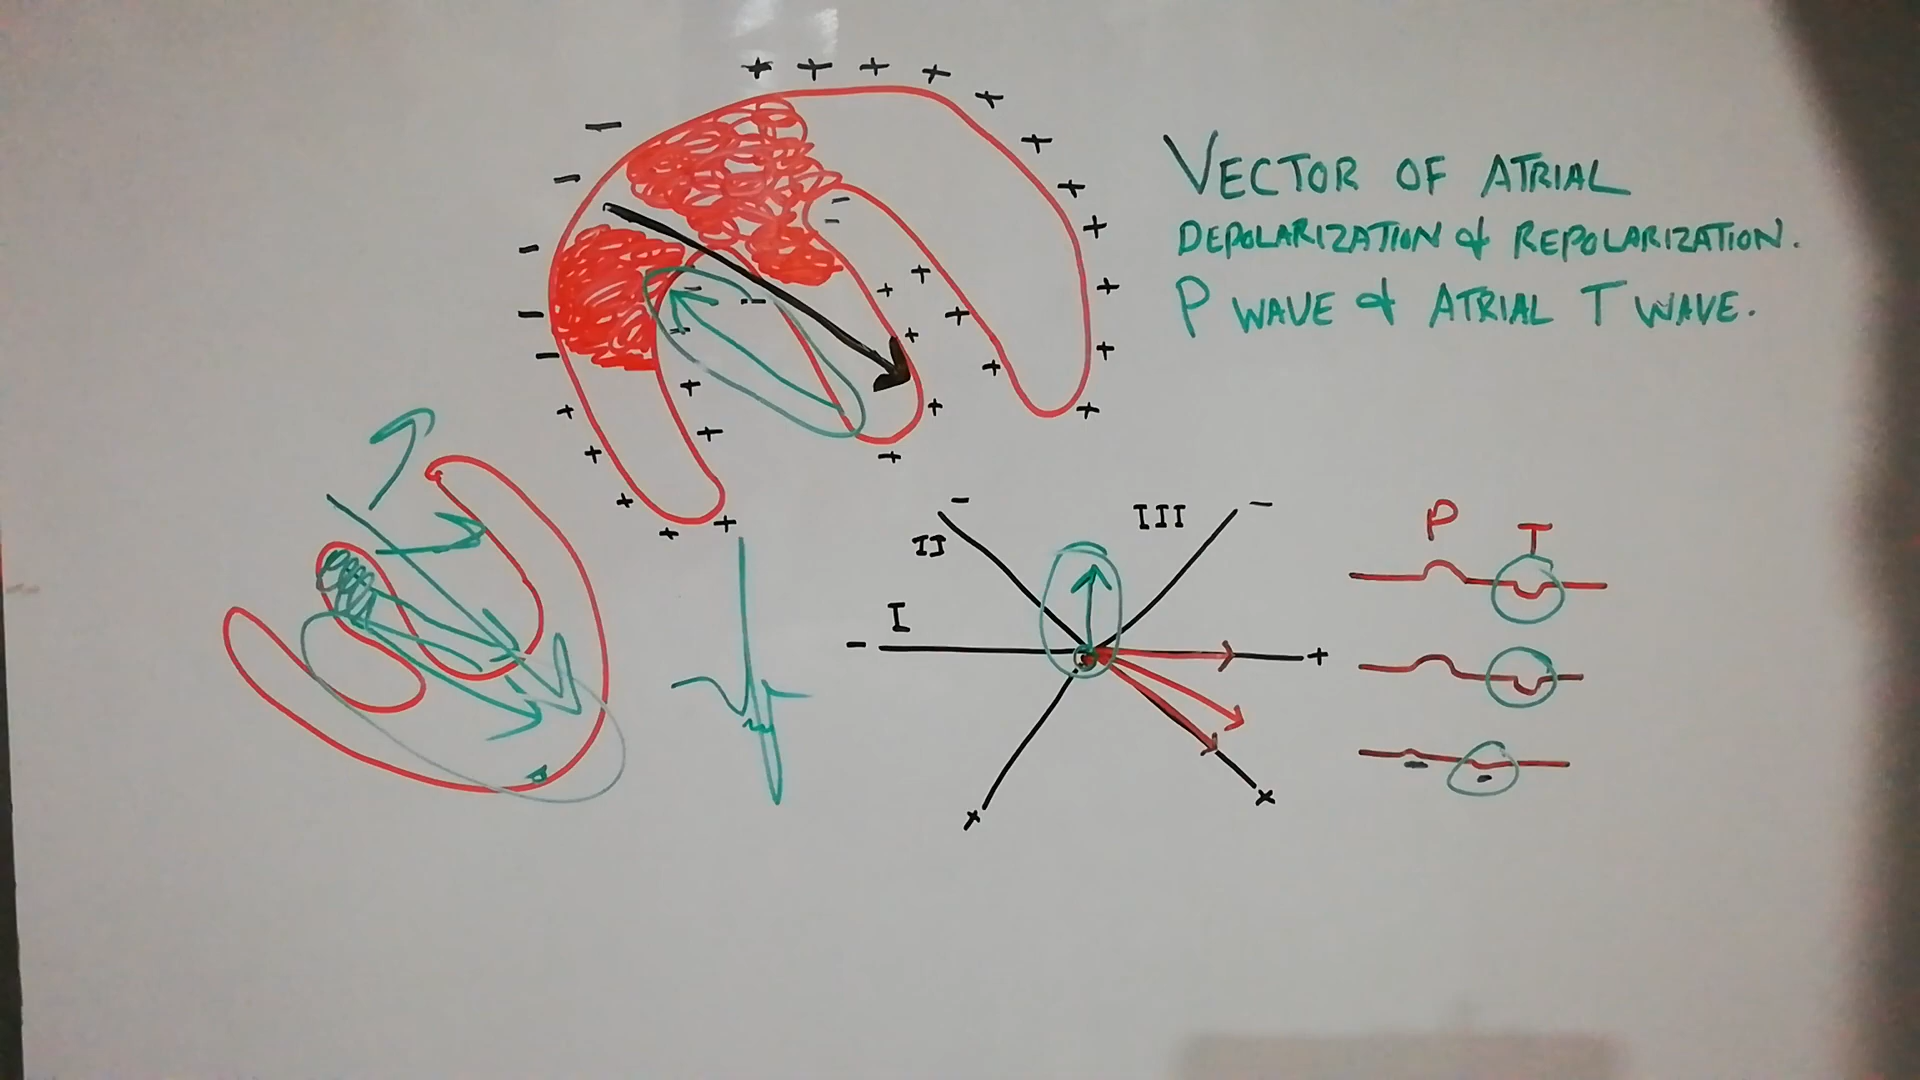 VECTOR OF ATRIAL
DEPOLARIZATION & REPOLARIZATION.
P WAVE & ATRIAL T WAVE.
II
III
I
P
T